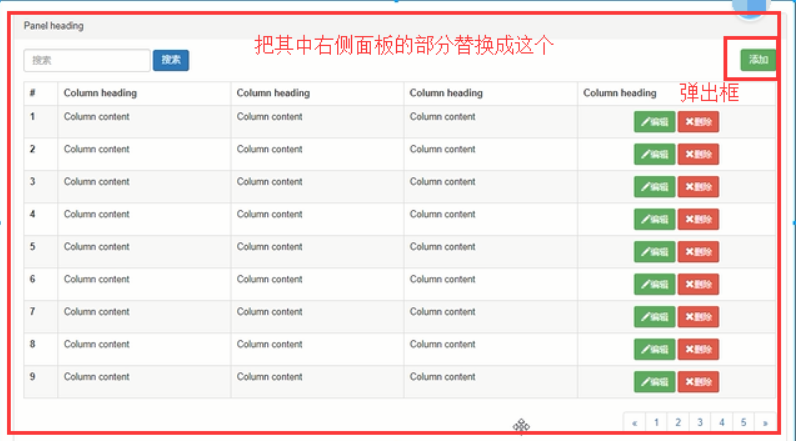 Panel heading
把其中右侧面板的部分替换成这个
搜索 搜索 添加
弹出框
# Column heading Column heading Column heading Column heading
1 Column content Column content Column content 编辑 删除
2 Column content Column content Column content 编辑 删除
3 Column content Column content Column content 编辑 删除
4 Column content Column content Column content 编辑 删除
5 Column content Column content Column content 编辑 删除
6 Column content Column content Column content 编辑 删除
7 Column content Column content Column content 编辑 删除
8 Column content Column content Column content 编辑 删除
9 Column content Column content Column content 编辑 删除
« 1 2 3 4 5 »